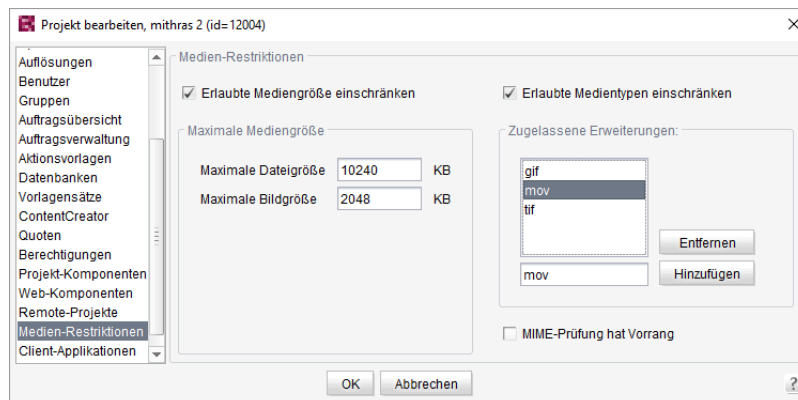 Projekt bearbeiten, mithras 2 (id=12004)
Auflösungen
Benutzer
Gruppen
Auftragsübersicht
Auftragsverwaltung
Aktionsvorlagen
Datenbanken
Vorlagensätze
ContentCreator
Quoten
Berechtigungen
Projekt-Komponenten
Web-Komponenten
Remote-Projekte
Medien-Restriktionen
Client-Applikationen
Medien-Restriktionen
Erlaubte Mediengröße einschränken
Maximale Mediengröße
Maximale Dateigröße 10240 KB
Maximale Bildgröße 2048 KB
Erlaubte Medientypen einschränken
Zugelassene Erweiterungen:
gif
mov
tif
Entfernen
mov Hinzufügen
MIME-Prüfung hat Vorrang
OK Abbrechen
?